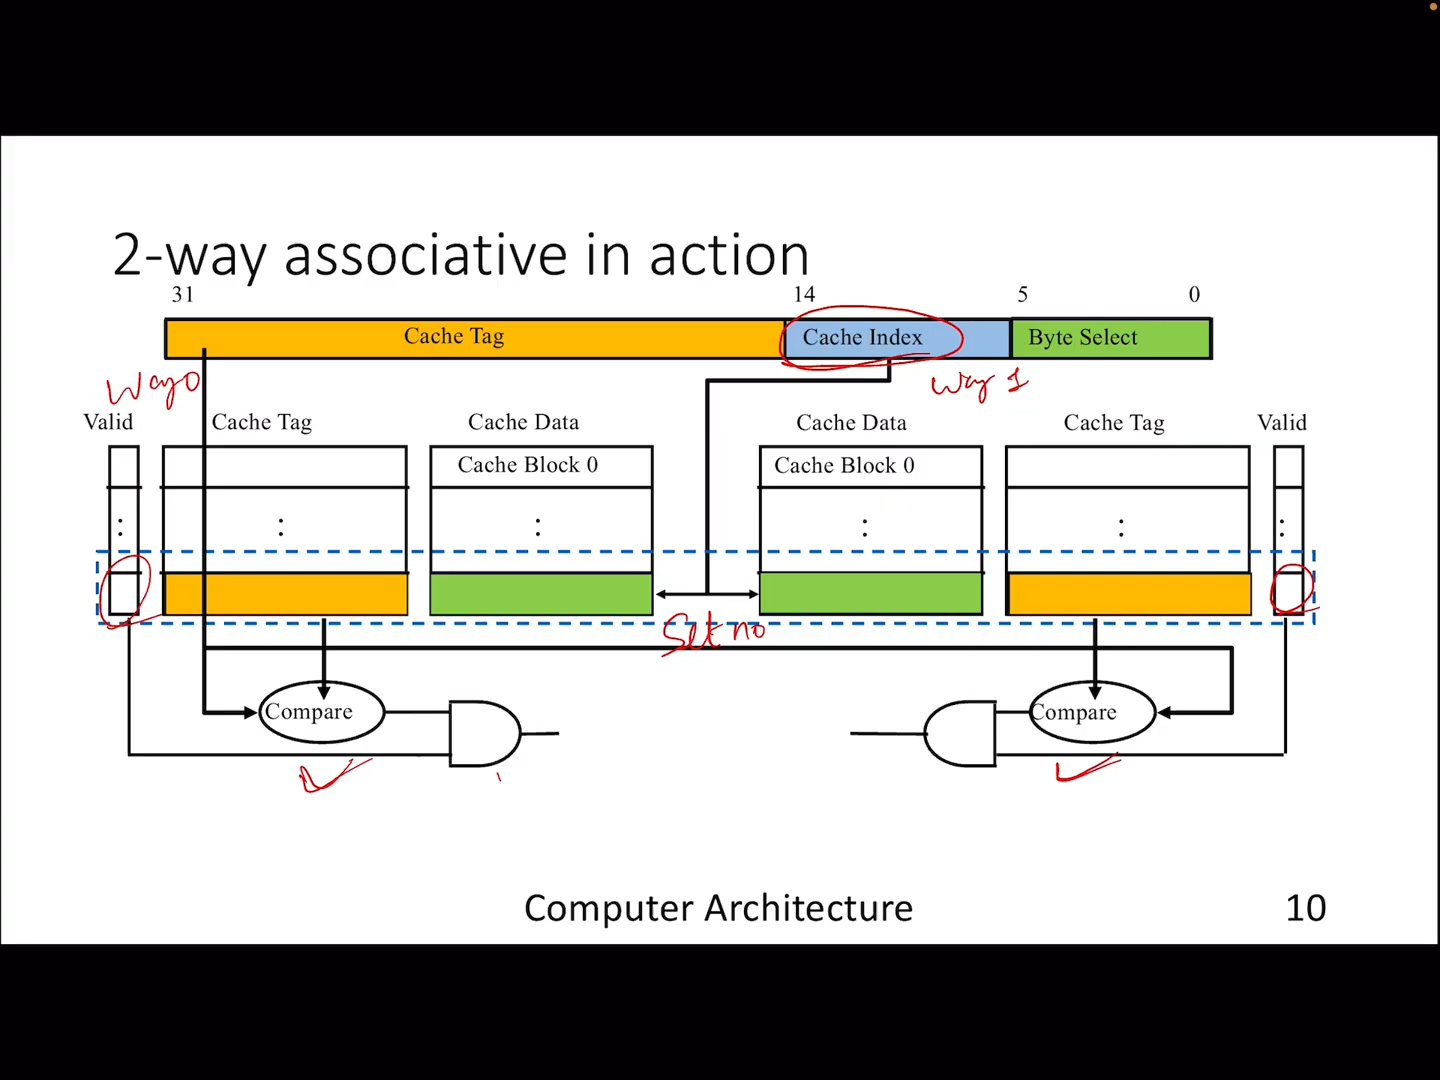 2-way associative in action
31 14 5 0
Cache Tag Cache Index Byte Select
Way 0 Way 1
Valid Cache Tag Cache Data Cache Data Cache Tag Valid
Cache Block 0 Cache Block 0
: : : : : :
Set no
Compare Compare
Computer Architecture 10